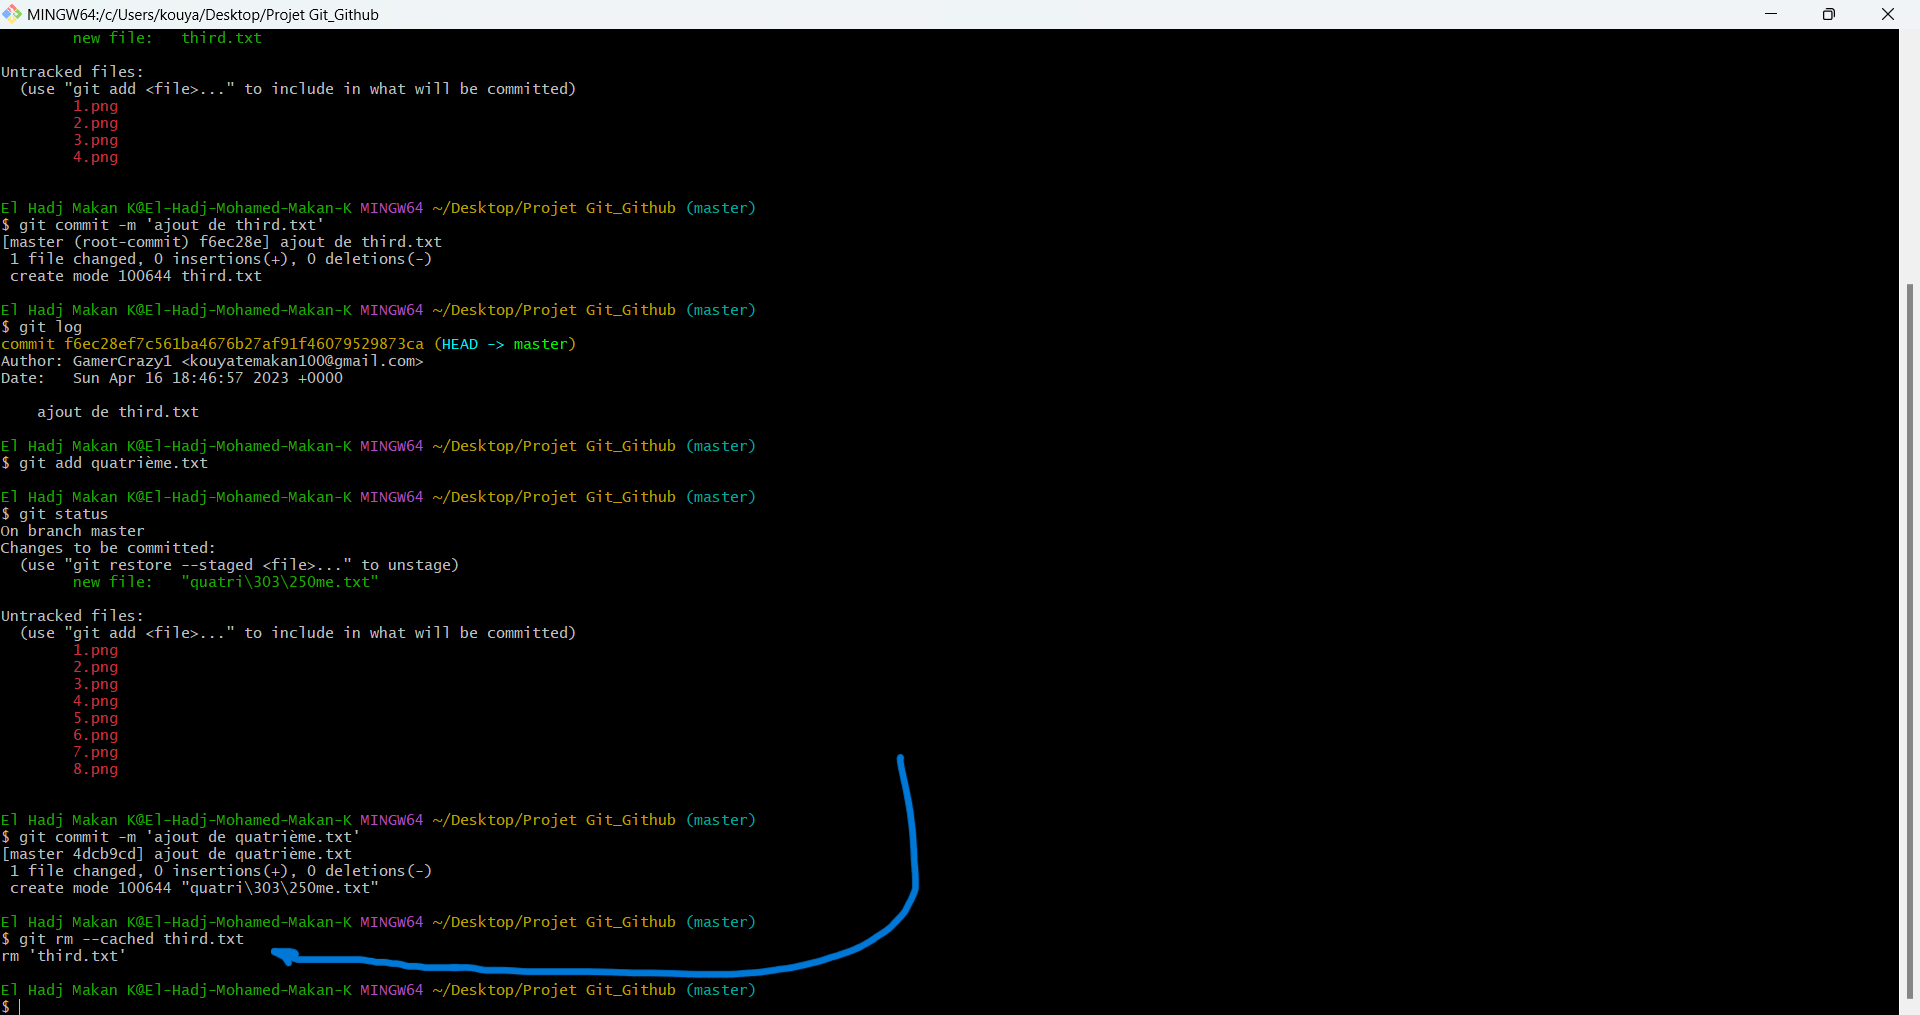 MINGW64:/c/Users/kouya/Desktop/Projet Git_Github
new file:   third.txt
Untracked files:
(use "git add <file>..." to include in what will be committed)
1.png
2.png
3.png
4.png
El Hadj Makan K@El-Hadj-Mohamed-Makan-K MINGW64 ~/Desktop/Projet Git_Github (master)
$ git commit -m 'ajout de third.txt'
[master (root-commit) f6ec28e] ajout de third.txt
1 file changed, 0 insertions(+), 0 deletions(-)
create mode 100644 third.txt
El Hadj Makan K@El-Hadj-Mohamed-Makan-K MINGW64 ~/Desktop/Projet Git_Github (master)
$ git log
commit f6ec28ef7c561ba4676b27af91f46079529873ca (HEAD -> master)
Author: GamerCrazy1 <kouyatemakan100@gmail.com>
Date:   Sun Apr 16 18:46:57 2023 +0000
ajout de third.txt
El Hadj Makan K@El-Hadj-Mohamed-Makan-K MINGW64 ~/Desktop/Projet Git_Github (master)
$ git add quatrième.txt
El Hadj Makan K@El-Hadj-Mohamed-Makan-K MINGW64 ~/Desktop/Projet Git_Github (master)
$ git status
On branch master
Changes to be committed:
(use "git restore --staged <file>..." to unstage)
new file:   "quatri\303\250me.txt"
Untracked files:
(use "git add <file>..." to include in what will be committed)
1.png
2.png
3.png
4.png
5.png
6.png
7.png
8.png
El Hadj Makan K@El-Hadj-Mohamed-Makan-K MINGW64 ~/Desktop/Projet Git_Github (master)
$ git commit -m 'ajout de quatrième.txt'
[master 4dcb9cd] ajout de quatrième.txt
1 file changed, 0 insertions(+), 0 deletions(-)
create mode 100644 "quatri\303\250me.txt"
El Hadj Makan K@El-Hadj-Mohamed-Makan-K MINGW64 ~/Desktop/Projet Git_Github (master)
$ git rm --cached third.txt
rm 'third.txt'
El Hadj Makan K@El-Hadj-Mohamed-Makan-K MINGW64 ~/Desktop/Projet Git_Github (master)
$